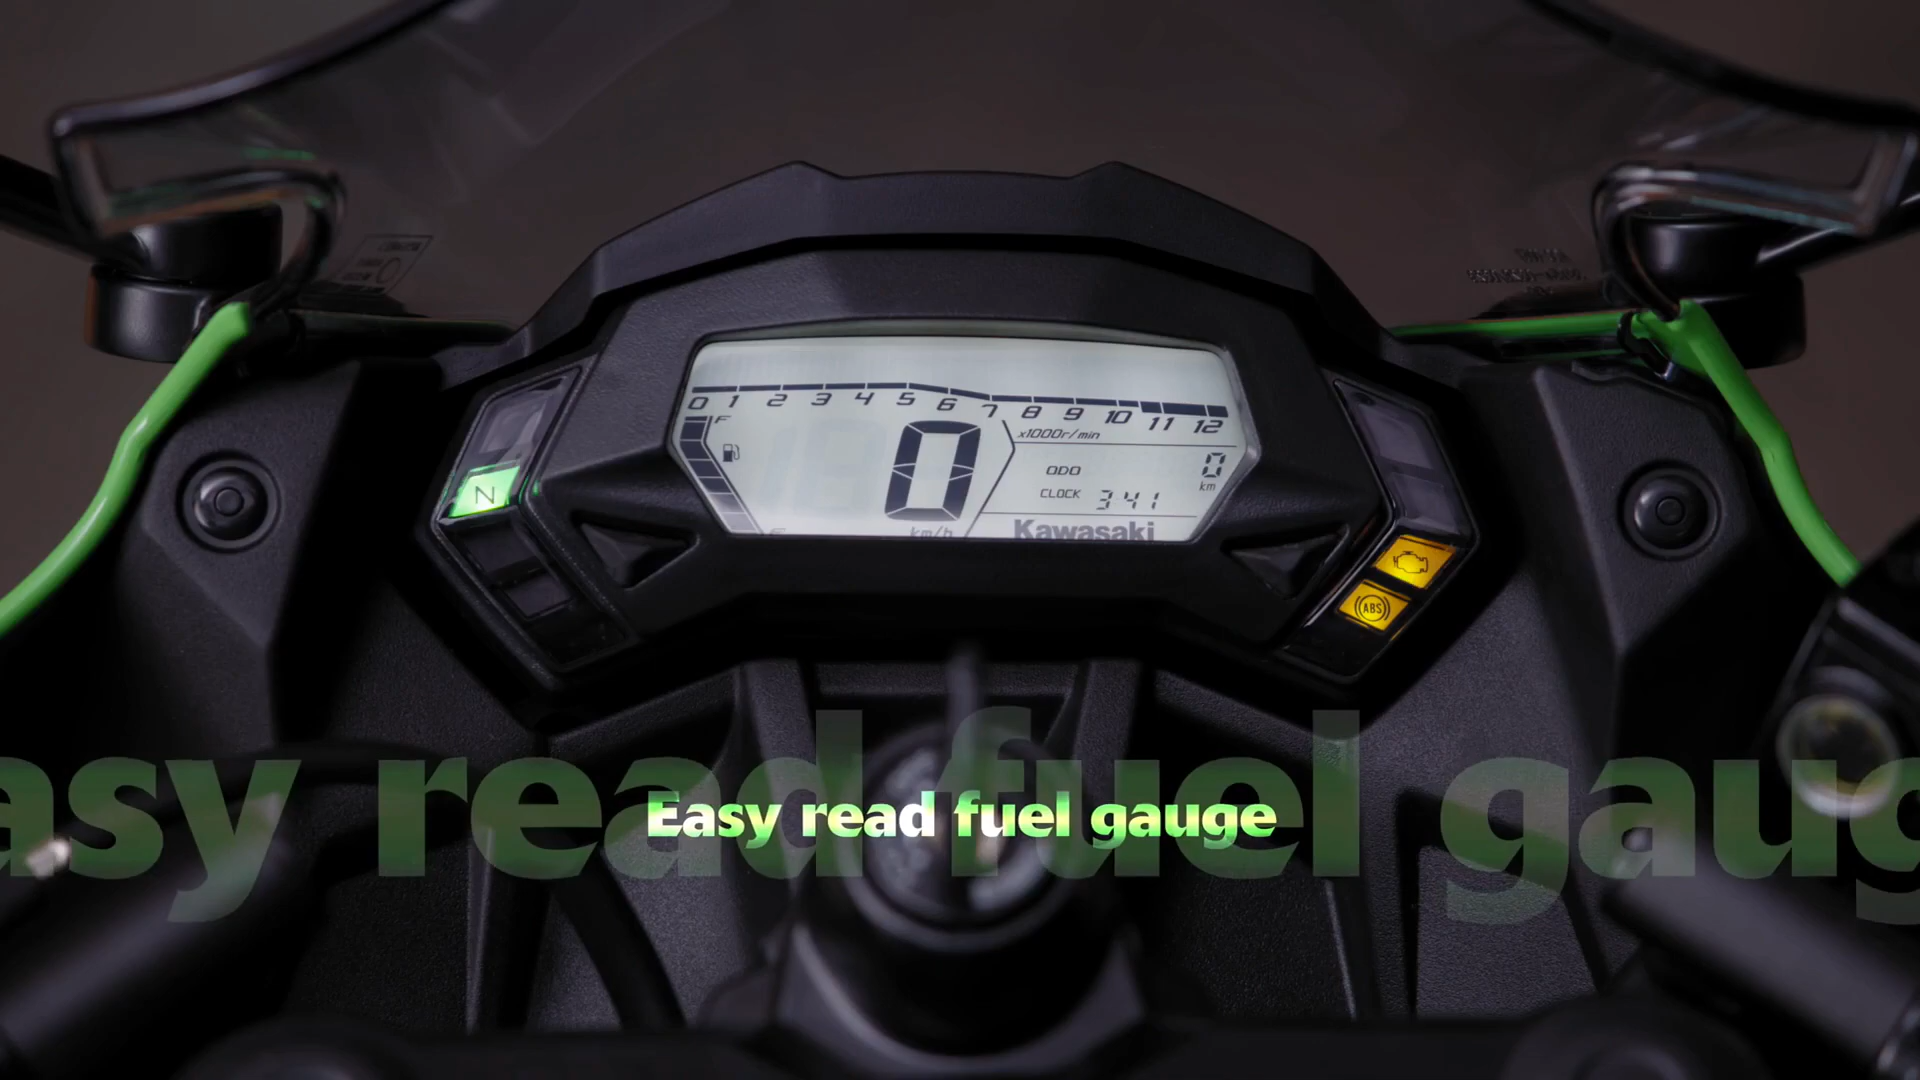 0 1 2 3 4 5 6 7 8 9 10 11 12
x1000r/min
F
0
ODO 0
km
CLOCK 3 41
N
km/h
Kawasaki
ABS
Easy read fuel gauge
asy read fuel gaug